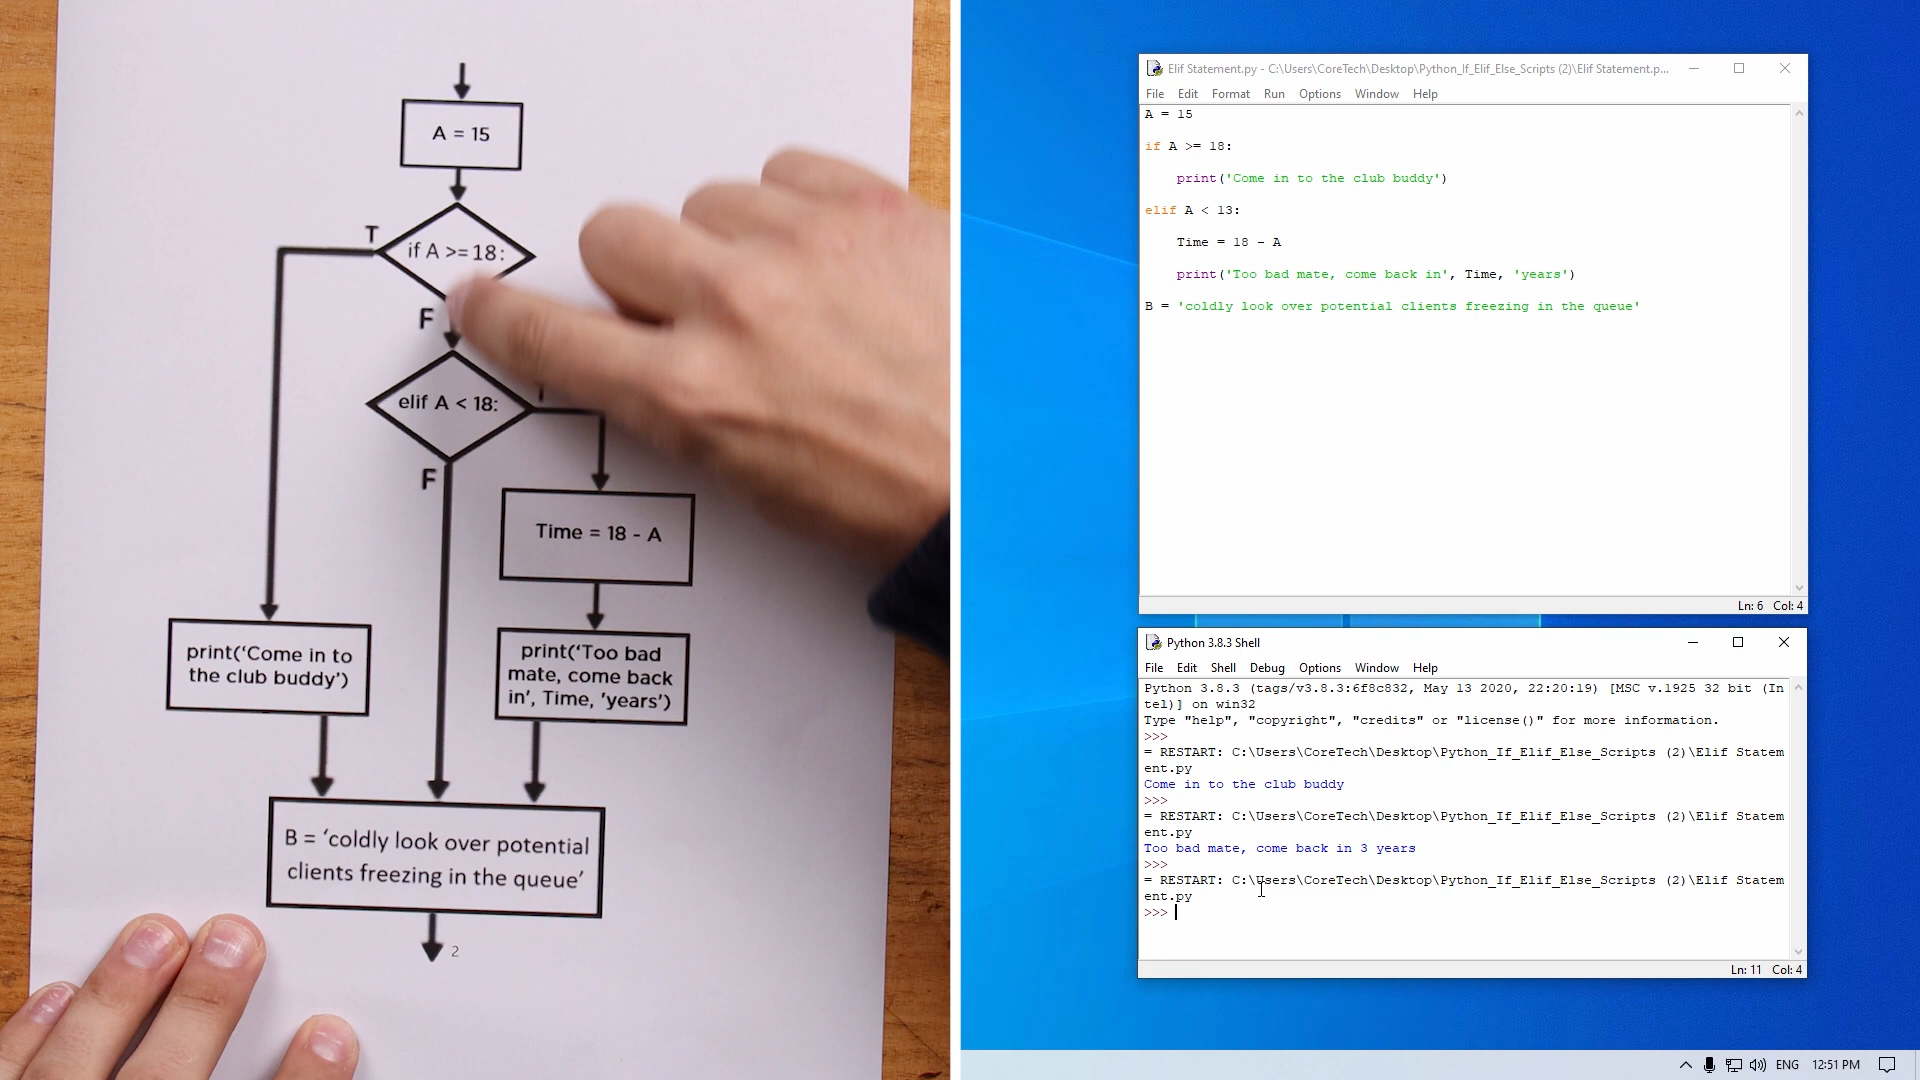 A = 15
T
if A >= 18:
F
elif A < 18:
F
Time = 18 - A
print('Come in to
the club buddy')
print('Too bad
mate, come back
in', Time, 'years')
B = 'coldly look over potential
clients freezing in the queue'
2
Elif Statement.py - C:\Users\CoreTech\Desktop\Python_If_Elif_Else_Scripts (2)\Elif Statement.p...
File Edit Format Run Options Window Help
A = 15
if A >= 18:
print('Come in to the club buddy')
elif A < 13:
Time = 18 - A
print('Too bad mate, come back in', Time, 'years')
B = 'coldly look over potential clients freezing in the queue'
Ln: 6 Col: 4
Python 3.8.3 Shell
File Edit Shell Debug Options Window Help
Python 3.8.3 (tags/v3.8.3:6f8c832, May 13 2020, 22:20:19) [MSC v.1925 32 bit (In
tel)] on win32
Type "help", "copyright", "credits" or "license()" for more information.
>>>
= RESTART: C:\Users\CoreTech\Desktop\Python_If_Elif_Else_Scripts (2)\Elif Statem
ent.py
Come in to the club buddy
>>>
= RESTART: C:\Users\CoreTech\Desktop\Python_If_Elif_Else_Scripts (2)\Elif Statem
ent.py
Too bad mate, come back in 3 years
>>>
= RESTART: C:\Users\CoreTech\Desktop\Python_If_Elif_Else_Scripts (2)\Elif Statem
ent.py
>>>
Ln: 11 Col: 4
ENG 12:51 PM